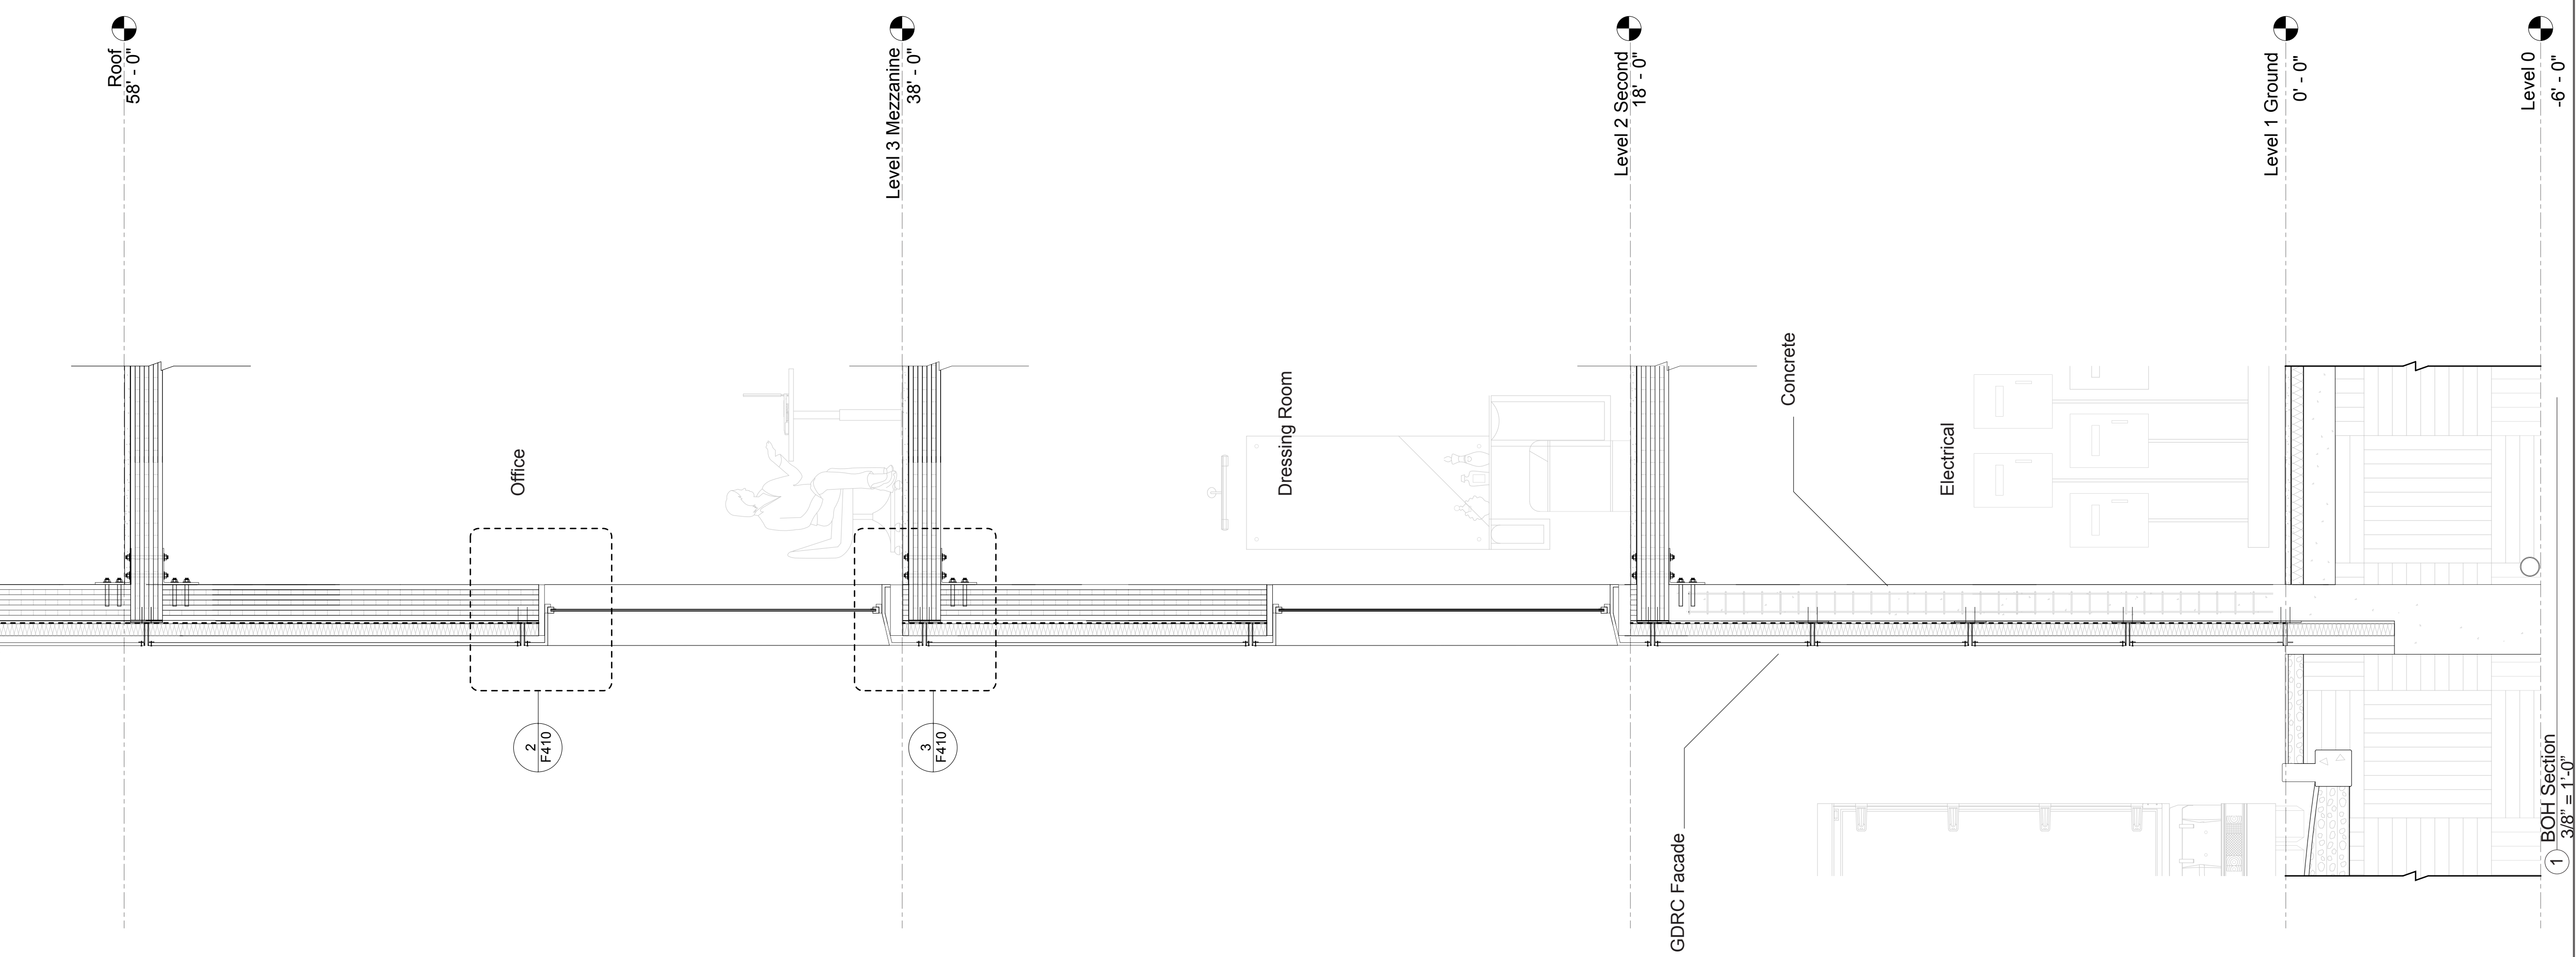 Roof
58' - 0"
Office
2
F410
Level 3 Mezzanine
38' - 0"
3
F410
Dressing Room
Level 2 Second
18' - 0"
Concrete
GDRC Facade
Electrical
Level 1 Ground
0' - 0"
Level 0
-6' - 0"
1
BOH Section
3/8" = 1'-0"